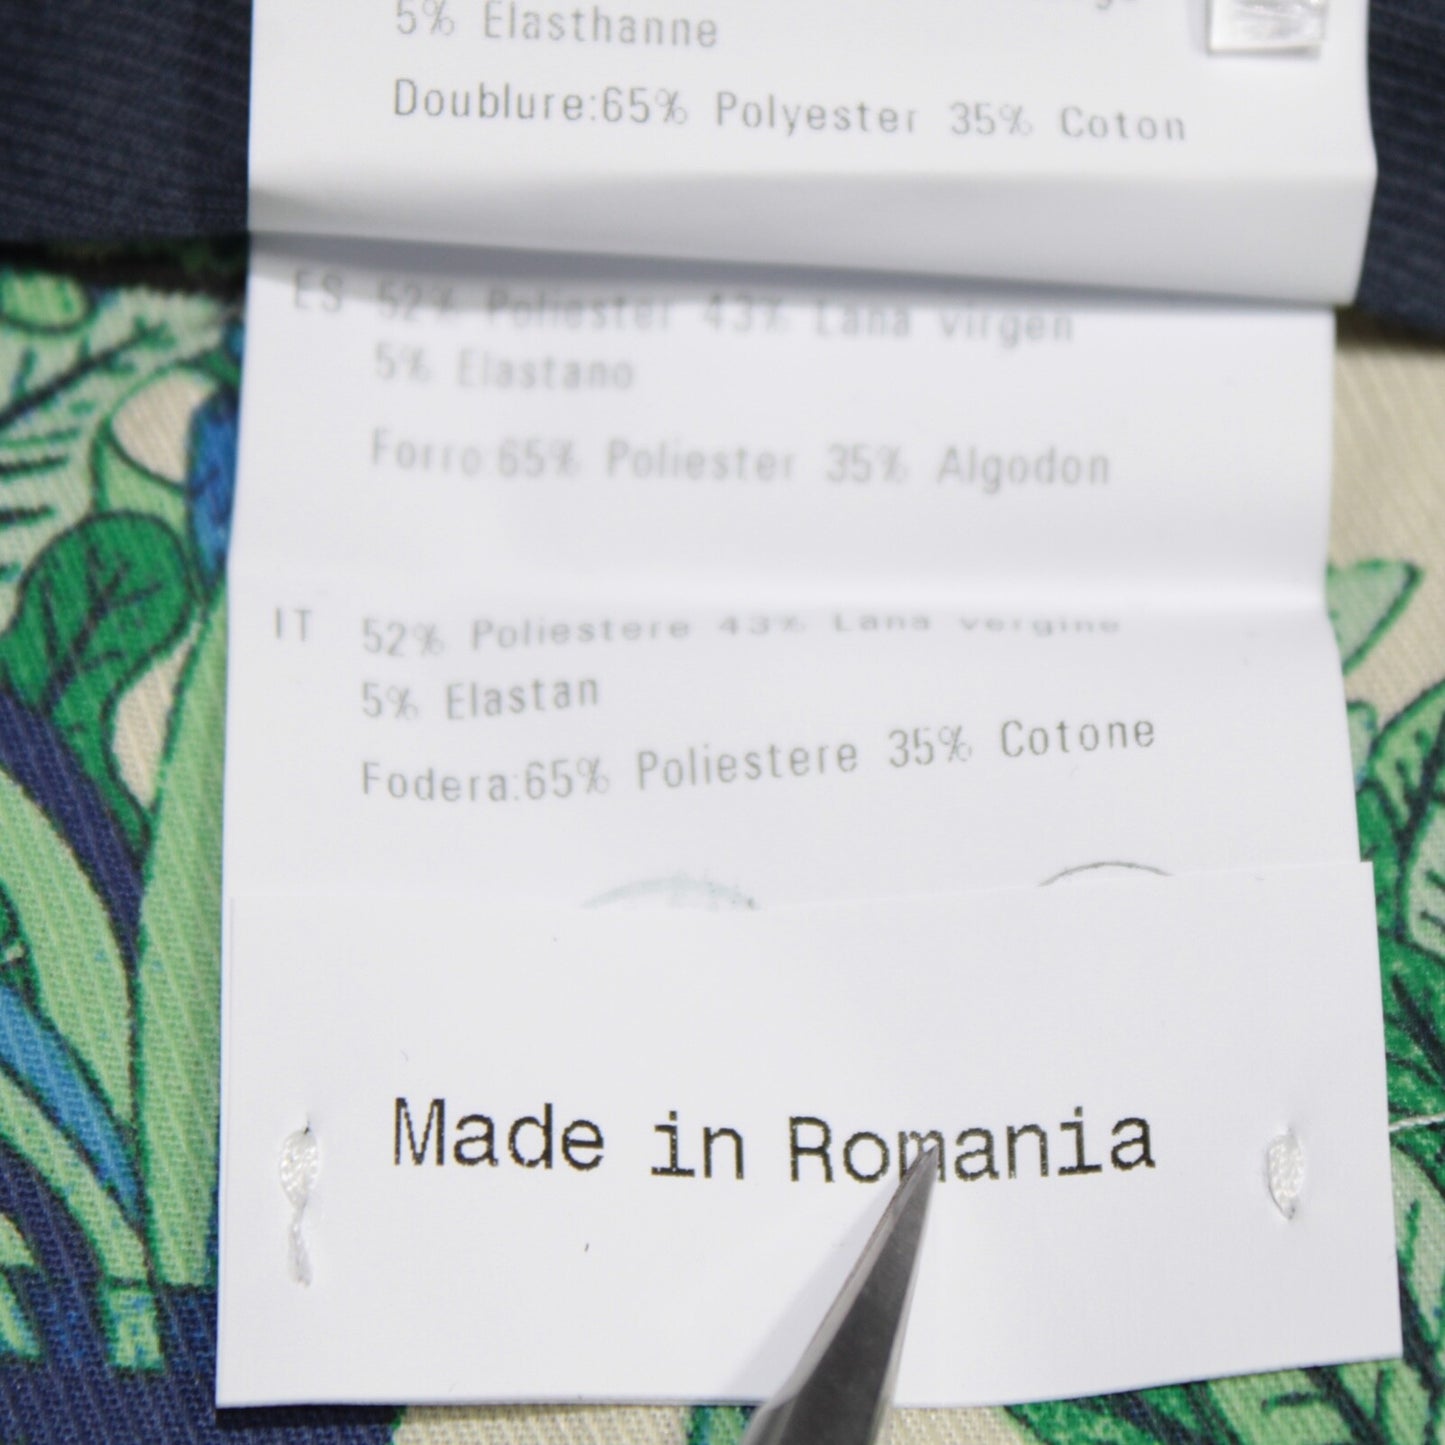 5% Elasthanne
Doublure:65% Polyester 35% Coton
ES 52% Poliester 43% Lana virgen
5% Elastano
Forro:65% Poliester 35% Algodon
IT 52% Poliestere 43% Lana vergine
5% Elastan
Fodera:65% Poliestere 35% Cotone
Made in Romania